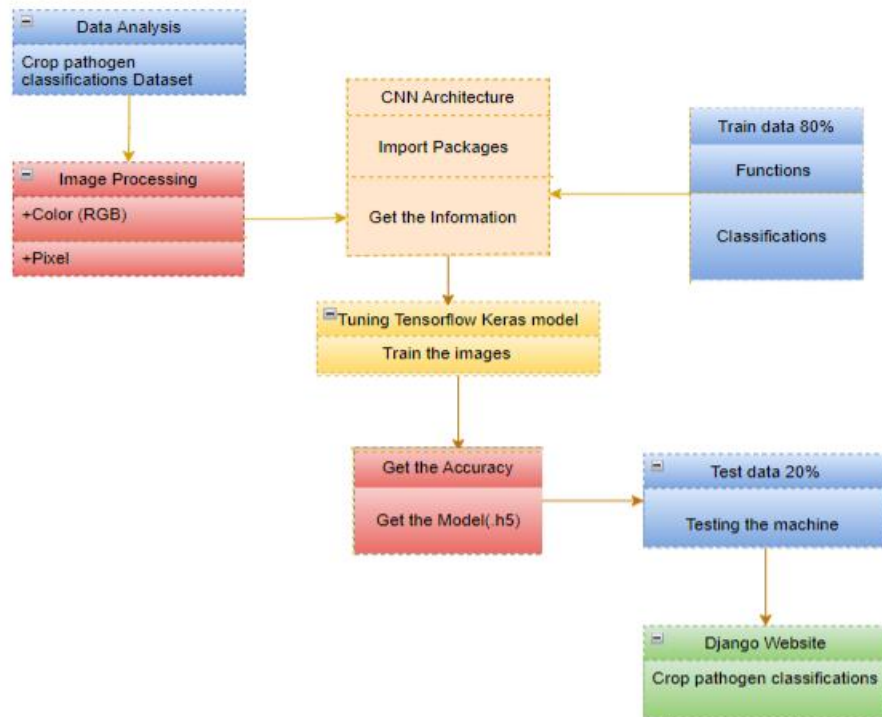 Data Analysis
Crop pathogen
classifications Dataset
Image Processing
+Color (RGB)
+Pixel
CNN Architecture
Import Packages
Get the Information
Train data 80%
Functions
Classifications
Tuning Tensorflow Keras model
Train the images
Get the Accuracy
Get the Model(.h5)
Test data 20%
Testing the machine
Django Website
Crop pathogen classifications